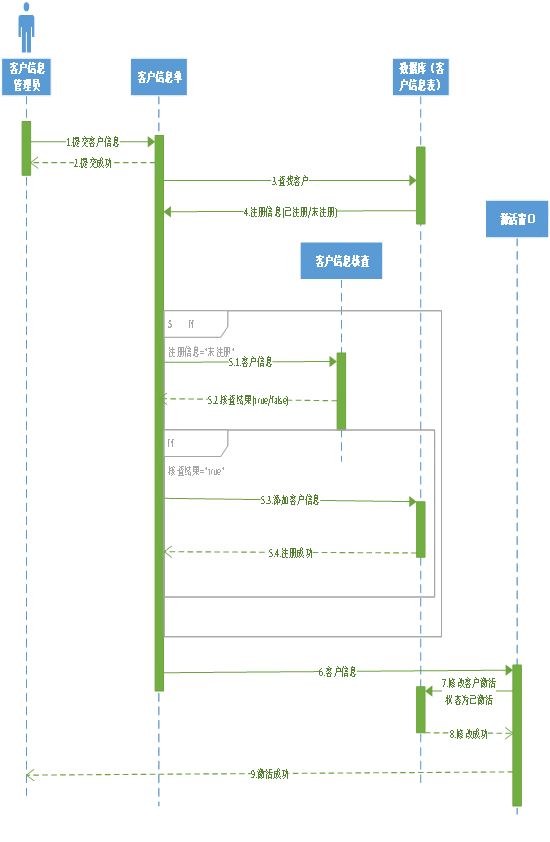 客户信息
管理员
客户信息单
数据库（客
户信息表）
1.提交客户信息
2.提交成功
3.查找客户
4.注册信息(已注册/未注册)
激活窗口
客户信息核查
5 If
注册信息="未注册"
5.1.客户信息
5.2.核查结果(true/false)
If
核查结果="true"
5.3.添加客户信息
5.4.注册成功
6.客户信息
7.修改客户激活
状态为已激活
8.修改成功
9.激活成功